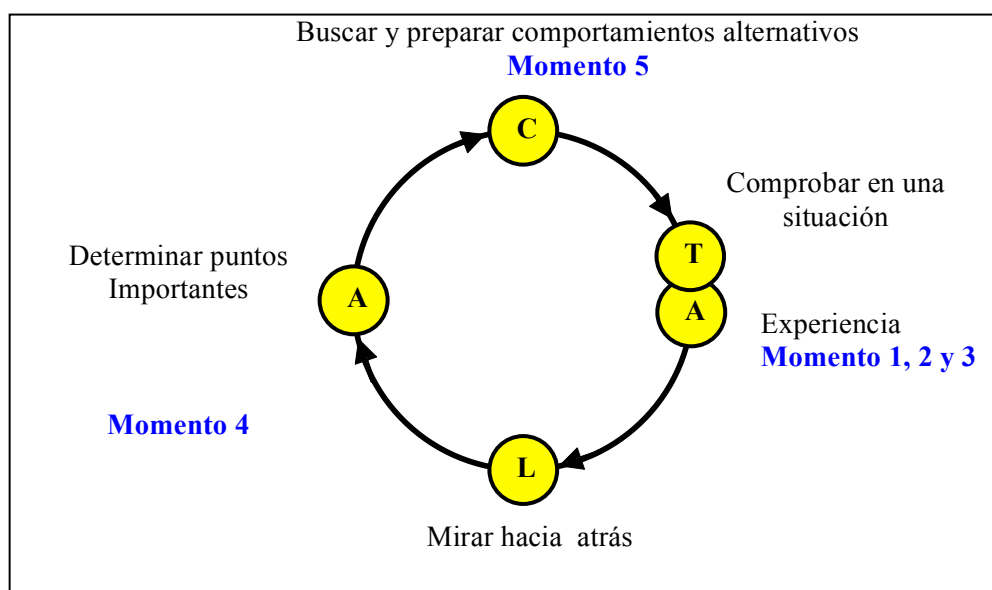 Buscar y preparar comportamientos alternativos
Momento 5
C
Comprobar en una
situación
T
Determinar puntos
Importantes
A
A
Experiencia
Momento 1, 2 y 3
Momento 4
L
Mirar hacia atrás